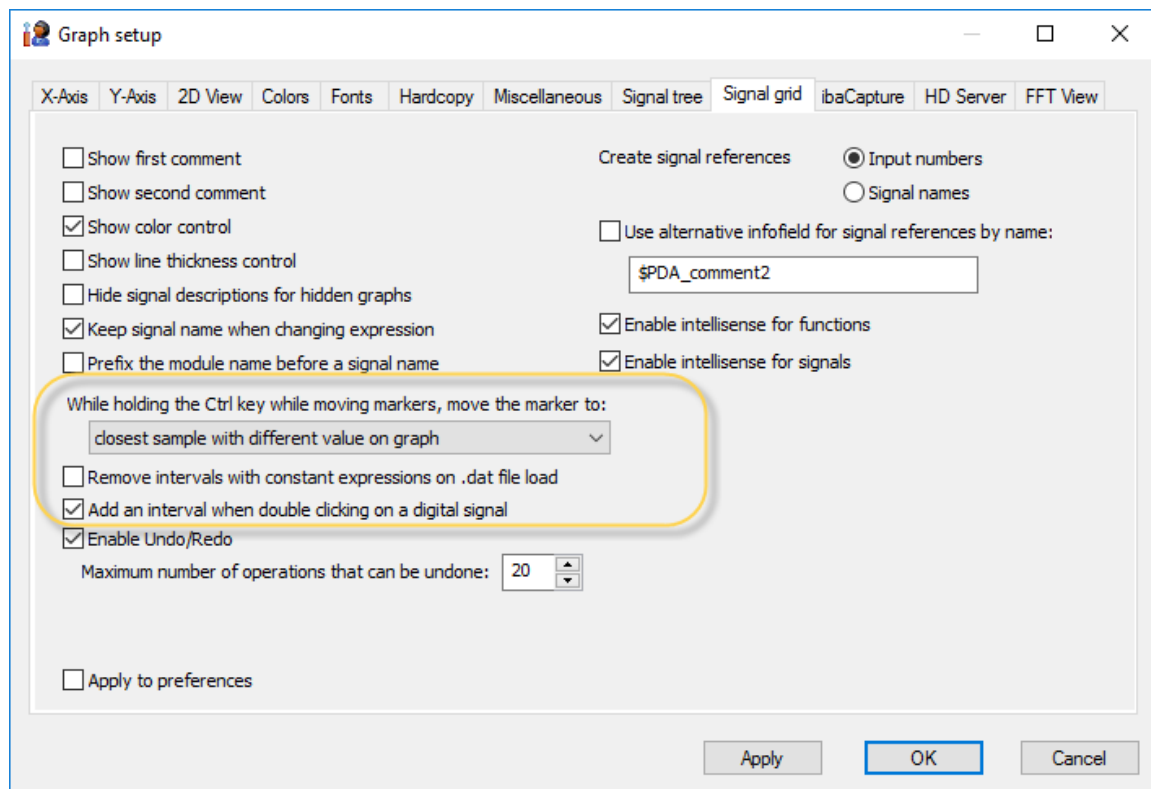 Graph setup
X-Axis Y-Axis 2D View Colors Fonts Hardcopy Miscellaneous Signal tree Signal grid ibaCapture HD Server FFT View
Show first comment
Show second comment
Show color control
Show line thickness control
Hide signal descriptions for hidden graphs
Keep signal name when changing expression
Prefix the module name before a signal name
While holding the Ctrl key while moving markers, move the marker to:
closest sample with different value on graph
Remove intervals with constant expressions on .dat file load
Add an interval when double clicking on a digital signal
Enable Undo/Redo
Maximum number of operations that can be undone: 20
Apply to preferences
Create signal references Input numbers
Signal names
Use alternative infofield for signal references by name:
$PDA_comment2
Enable intellisense for functions
Enable intellisense for signals
Apply OK Cancel